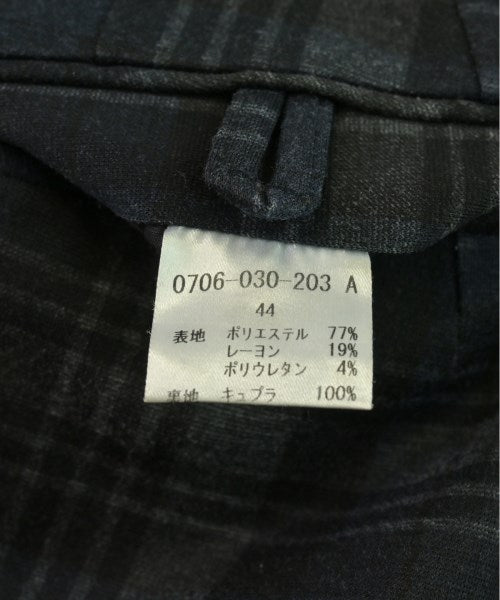 0706-030-203 A
44
表地 ポリエステル 77%
レーヨン 19%
ポリウレタン 4%
裏地 キュプラ 100%